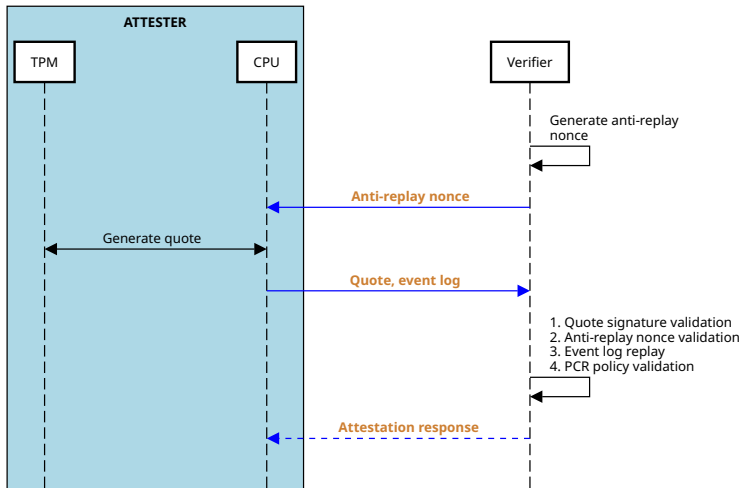 ATTESTER
TPM
CPU
Verifier
Generate anti-replay
nonce
Anti-replay nonce
Generate quote
Quote, event log
1. Quote signature validation
2. Anti-replay nonce validation
3. Event log replay
4. PCR policy validation
Attestation response